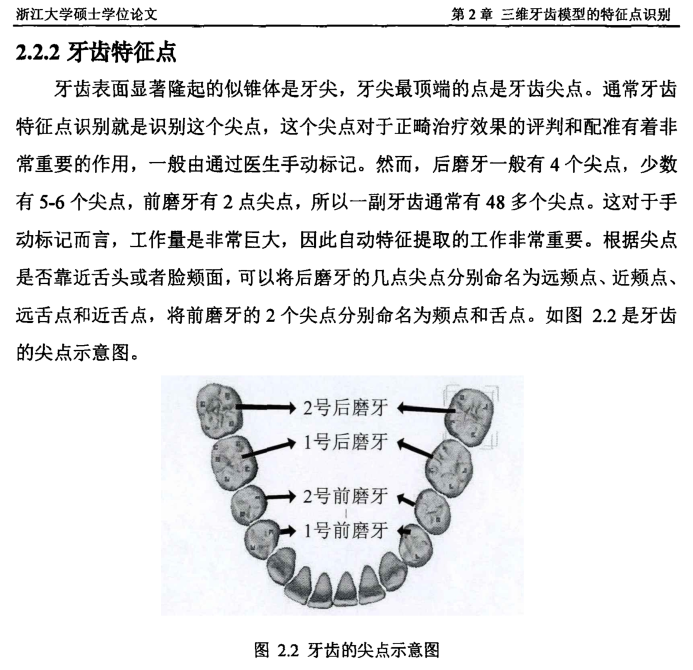 浙江大学硕士学位论文 第 2 章 三维牙齿模型的特征点识别
2.2.2 牙齿特征点
牙齿表面显著隆起的似锥体是牙尖，牙尖最顶端的点是牙齿尖点。通常牙齿
特征点识别就是识别这个尖点，这个尖点对于正畸治疗效果的评判和配准有着非
常重要的作用，一般由通过医生手动标记。然而，后磨牙一般有 4 个尖点，少数
有 5-6 个尖点，前磨牙有 2 点尖点，所以一副牙齿通常有 48 多个尖点。这对于手
动标记而言，工作量是非常巨大，因此自动特征提取的工作非常重要。根据尖点
是否靠近舌头或者脸颊面，可以将后磨牙的几点尖点分别命名为远颊点、近颊点、
远舌点和近舌点，将前磨牙的 2 个尖点分别命名为颊点和舌点。如图 2.2 是牙齿
的尖点示意图。
2号后磨牙
1号后磨牙
2号前磨牙
1号前磨牙
图 2.2 牙齿的尖点示意图